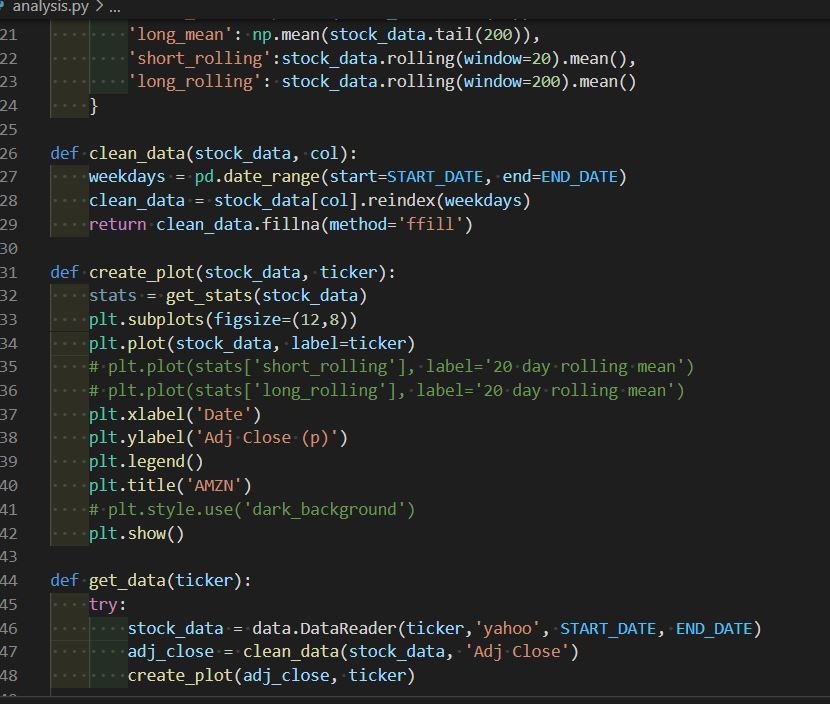 analysis.py > ...
21 'long_mean': np.mean(stock_data.tail(200)),
22 'short_rolling':stock_data.rolling(window=20).mean(),
23 'long_rolling': stock_data.rolling(window=200).mean()
24 }
25
26 def clean_data(stock_data, col):
27 weekdays = pd.date_range(start=START_DATE, end=END_DATE)
28 clean_data = stock_data[col].reindex(weekdays)
29 return clean_data.fillna(method='ffill')
30
31 def create_plot(stock_data, ticker):
32 stats = get_stats(stock_data)
33 plt.subplots(figsize=(12,8))
34 plt.plot(stock_data, label=ticker)
35 # plt.plot(stats['short_rolling'], label='20 day rolling mean')
36 # plt.plot(stats['long_rolling'], label='20 day rolling mean')
37 plt.xlabel('Date')
38 plt.ylabel('Adj Close (p)')
39 plt.legend()
40 plt.title('AMZN')
41 # plt.style.use('dark_background')
42 plt.show()
43
44 def get_data(ticker):
45 try:
46 stock_data = data.DataReader(ticker,'yahoo', START_DATE, END_DATE)
47 adj_close = clean_data(stock_data, 'Adj Close')
48 create_plot(adj_close, ticker)